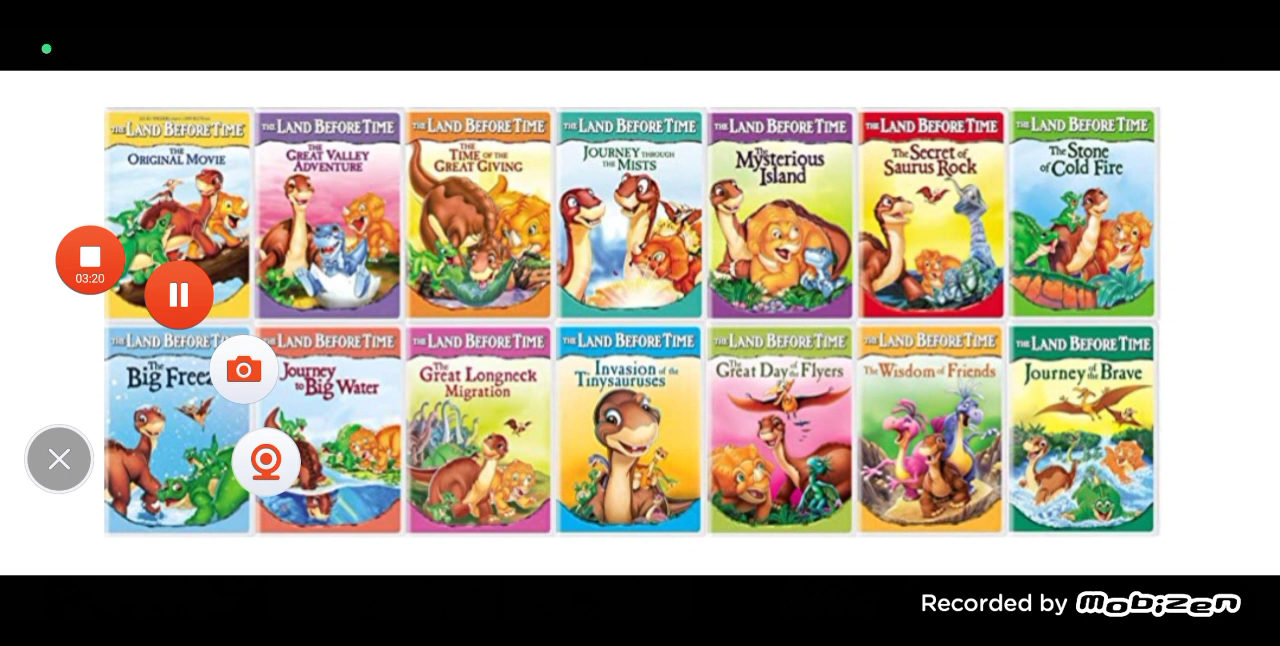 THE LAND BEFORE TIME
THE
ORIGINAL MOVIE
THE LAND BEFORE TIME
THE
GREAT VALLEY
ADVENTURE
THE LAND BEFORE TIME
THE
TIME OF THE
GREAT GIVING
THE LAND BEFORE TIME
JOURNEY THROUGH
THE MISTS
THE LAND BEFORE TIME
The
Mysterious
Island
THE LAND BEFORE TIME
The Secret of
Saurus Rock
THE LAND BEFORE TIME
The Stone
of Cold Fire
03:20
THE LAND BEFORE TIME
The
Big Freez
THE LAND BEFORE TIME
Journey
to Big Water
THE LAND BEFORE TIME
The
Great Longneck
Migration
THE LAND BEFORE TIME
Invasion of the
Tinysauruses
THE LAND BEFORE TIME
The
Great Day of the Flyers
THE LAND BEFORE TIME
The Wisdom of Friends
THE LAND BEFORE TIME
Journey of the Brave
Recorded by mobizen